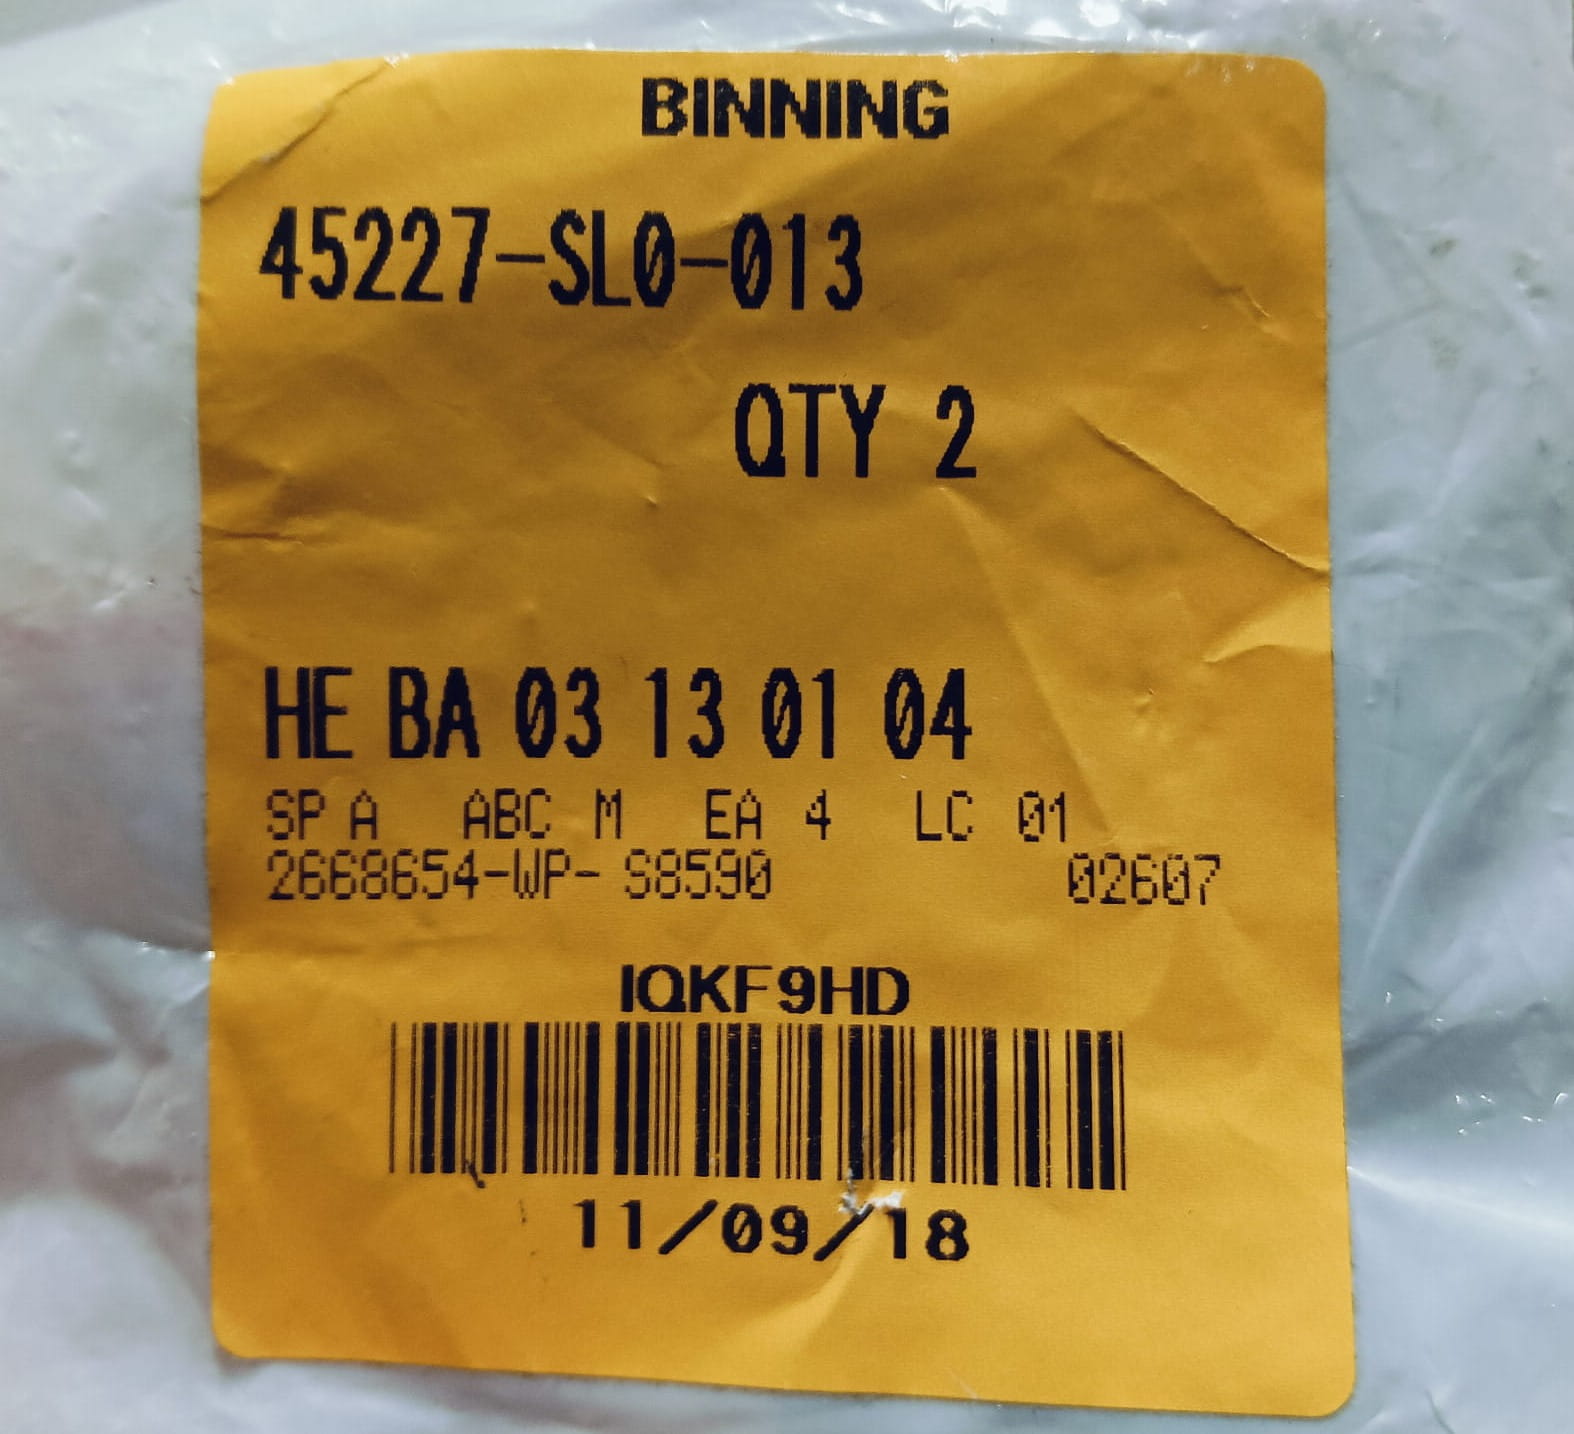 BINNING
45227-SL0-013
QTY 2
HE BA 03 13 01 04
SP A ABC M EA 4 LC 01
2668654-WP- S8590 02607
IQKF9HD
11/09/18